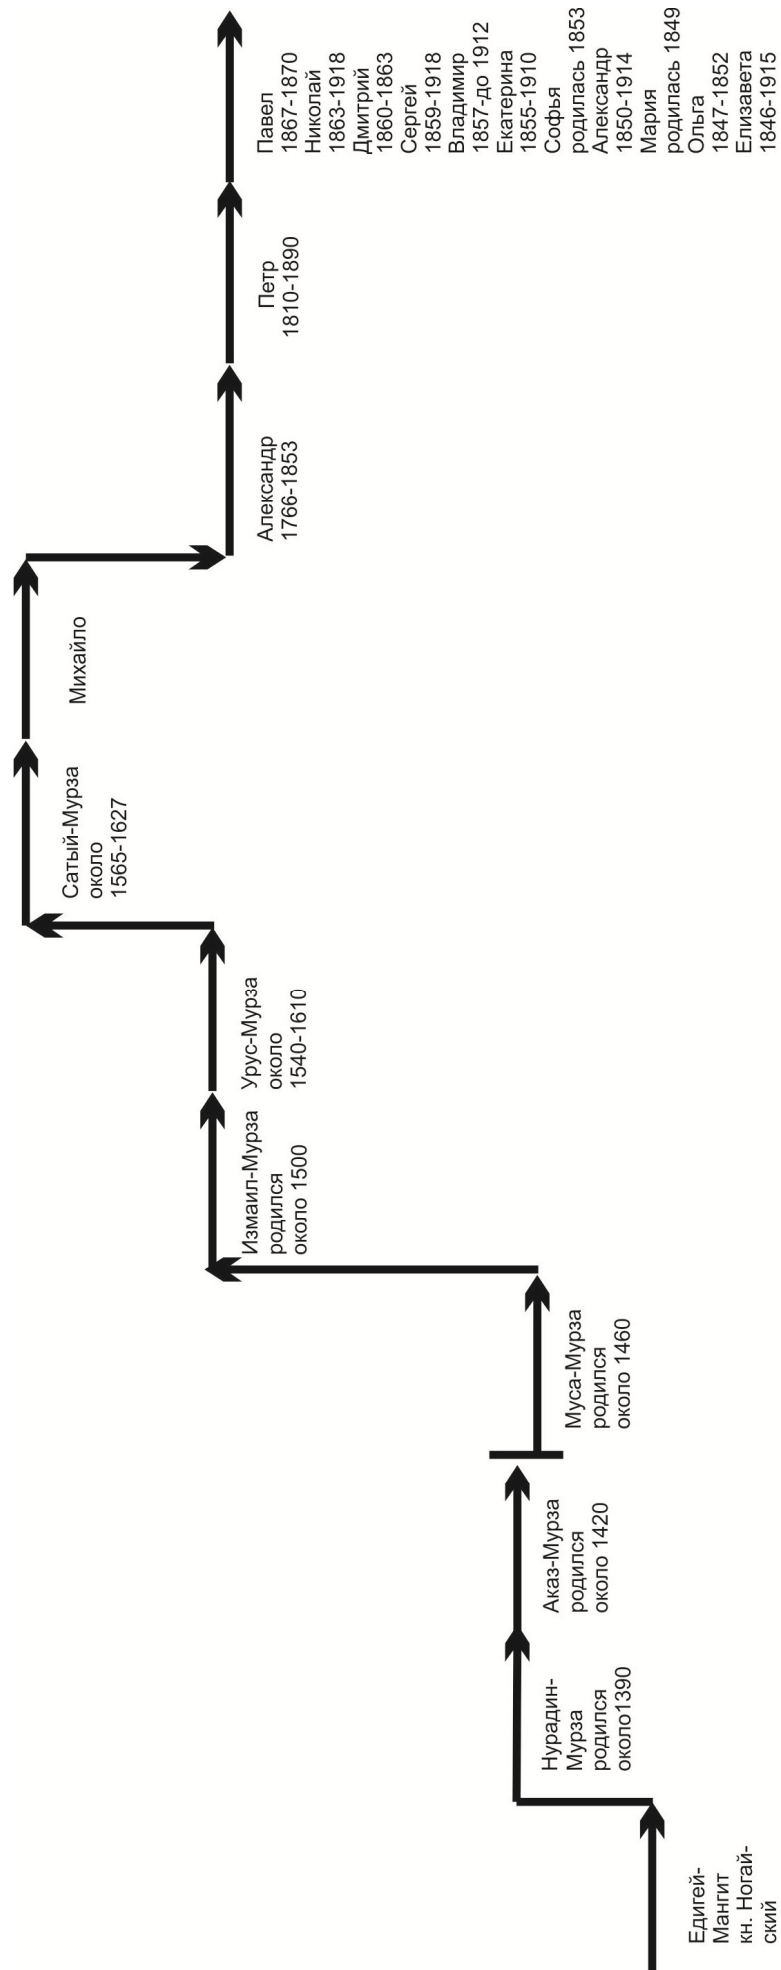 Едигей-
Мангит
кн. Ногай-
ский
Нурадин-
Мурза
родился
около1390
Аказ-Мурза
родился
около 1420
Муса-Мурза
родился
около 1460
Измаил-Мурза
родился
около 1500
Урус-Мурза
около
1540-1610
Сатый-Мурза
около
1565-1627
Михайло
Александр
1766-1853
Петр
1810-1890
Павел
1867-1870
Николай
1863-1918
Дмитрий
1860-1863
Сергей
1859-1918
Владимир
1857-до 1912
Екатерина
1855-1910
Софья
родилась 1853
Александр
1850-1914
Мария
родилась 1849
Ольга
1847-1852
Елизавета
1846-1915